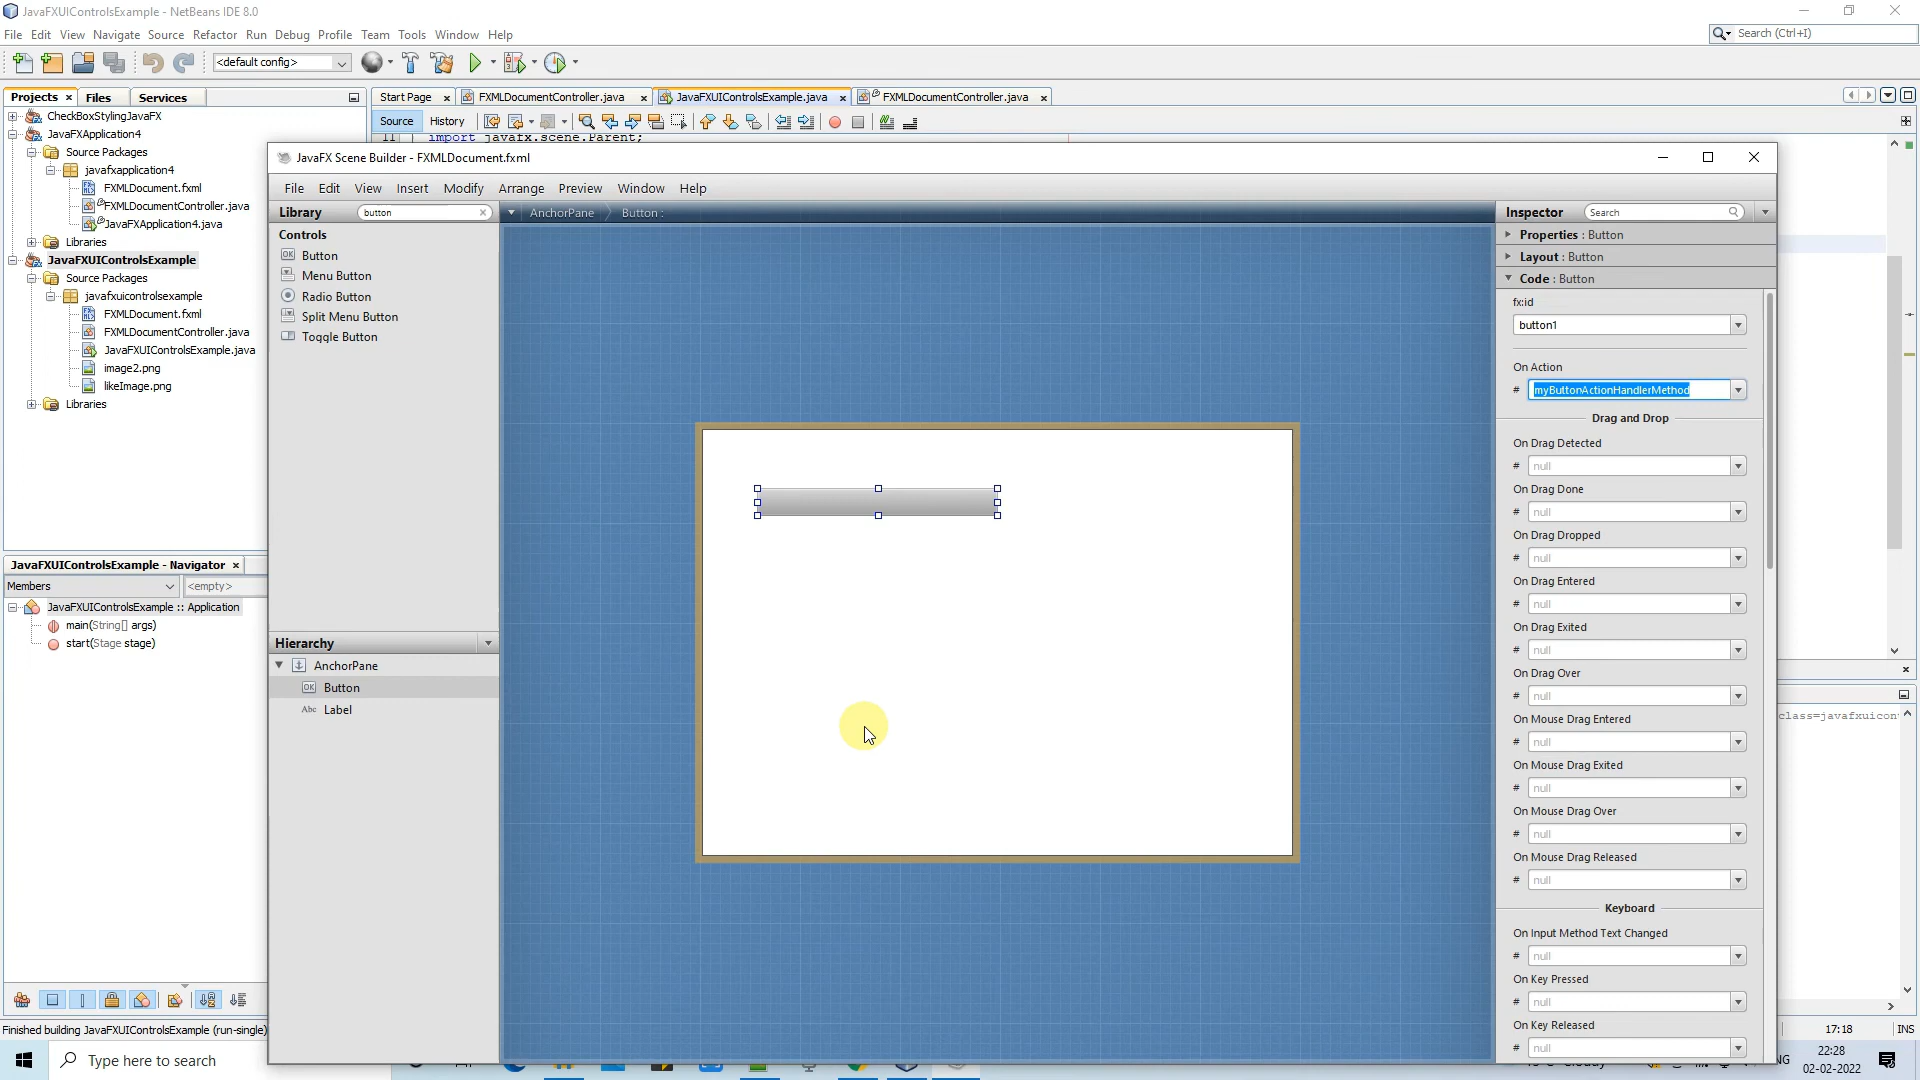 JavaFXUIControlsExample - NetBeans IDE 8.0
File Edit View Navigate Source Refactor Run Debug Profile Team Tools Window Help
Search (Ctrl+I)
<default config>
Projects Files Services
Start Page FXMLDocumentController.java JavaFXUIControlsExample.java FXMLDocumentController.java
Source History
11 import javafx.scene.Parent;
CheckBoxStylingJavaFX
JavaFXApplication4
Source Packages
javafxapplication4
FXMLDocument.fxml
FXMLDocumentController.java
JavaFXApplication4.java
Libraries
JavaFXUIControlsExample
Source Packages
javafxuicontrolsexample
FXMLDocument.fxml
FXMLDocumentController.java
JavaFXUIControlsExample.java
image2.png
likeImage.png
Libraries
JavaFXUIControlsExample - Navigator
Members <empty>
JavaFXUIControlsExample :: Application
main(String[] args)
start(Stage stage)
Finished building JavaFXUIControlsExample (run-single)
JavaFX Scene Builder - FXMLDocument.fxml
File Edit View Insert Modify Arrange Preview Window Help
Library button
AnchorPane Button :
Controls
OK Button
Menu Button
Radio Button
Split Menu Button
Toggle Button
Hierarchy
AnchorPane
OK Button
Abc Label
Inspector Search
Properties : Button
Layout : Button
Code : Button
fx:id
button1
On Action
# myButtonActionHandlerMethod
Drag and Drop
On Drag Detected
# null
On Drag Done
# null
On Drag Dropped
# null
On Drag Entered
# null
On Drag Exited
# null
On Drag Over
# null
On Mouse Drag Entered
# null
On Mouse Drag Exited
# null
On Mouse Drag Over
# null
On Mouse Drag Released
# null
Keyboard
On Input Method Text Changed
# null
On Key Pressed
# null
On Key Released
# null
class=javafxuicon
17:18 INS
Type here to search
22:28
02-02-2022